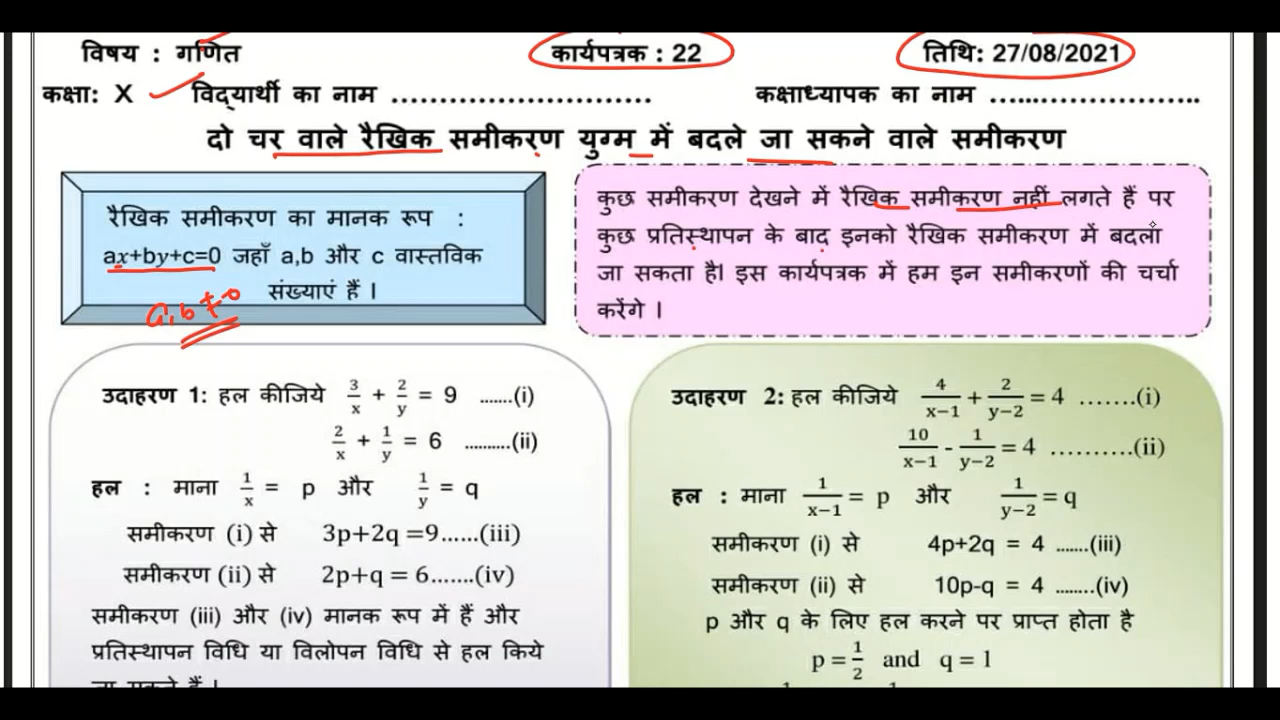 विषय : गणित कार्यपत्रक : 22 तिथि: 27/08/2021
कक्षा: X विद्यार्थी का नाम ............................ कक्षाध्यापक का नाम ........................
दो चर वाले रैखिक समीकरण युग्म में बदले जा सकने वाले समीकरण
रैखिक समीकरण का मानक रूप :
ax+by+c=0 जहाँ a,b और c वास्तविक
संख्याएं हैं ।
a,b ≠ 0
कुछ समीकरण देखने में रैखिक समीकरण नहीं लगते हैं पर
कुछ प्रतिस्थापन के बाद इनको रैखिक समीकरण में बदला
जा सकता है। इस कार्यपत्रक में हम इन समीकरणों की चर्चा
करेंगे ।
उदाहरण 1: हल कीजिये 3/x + 2/y = 9 .......(i)
2/x + 1/y = 6 ..........(ii)
हल : माना 1/x = p और 1/y = q
समीकरण (i) से 3p+2q =9......(iii)
समीकरण (ii) से 2p+q = 6.......(iv)
समीकरण (iii) और (iv) मानक रूप में हैं और
प्रतिस्थापन विधि या विलोपन विधि से हल किये
जा सकते हैं ।
उदाहरण 2: हल कीजिये 4/x−1 + 2/y−2 = 4 .......(i)
10/x−1 - 1/y−2 = 4 ..........(ii)
हल : माना 1/x−1 = p और 1/y−2 = q
समीकरण (i) से 4p+2q = 4 .......(iii)
समीकरण (ii) से 10p-q = 4 ........(iv)
p और q के लिए हल करने पर प्राप्त होता है
p = 1/2 and q = 1